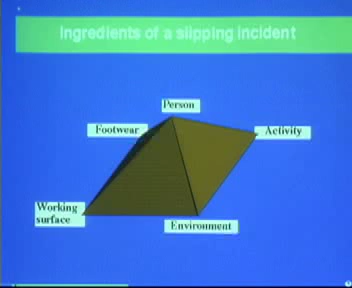 Ingredients of a slipping incident
Person
Footwear
Activity
Working
surface
Environment